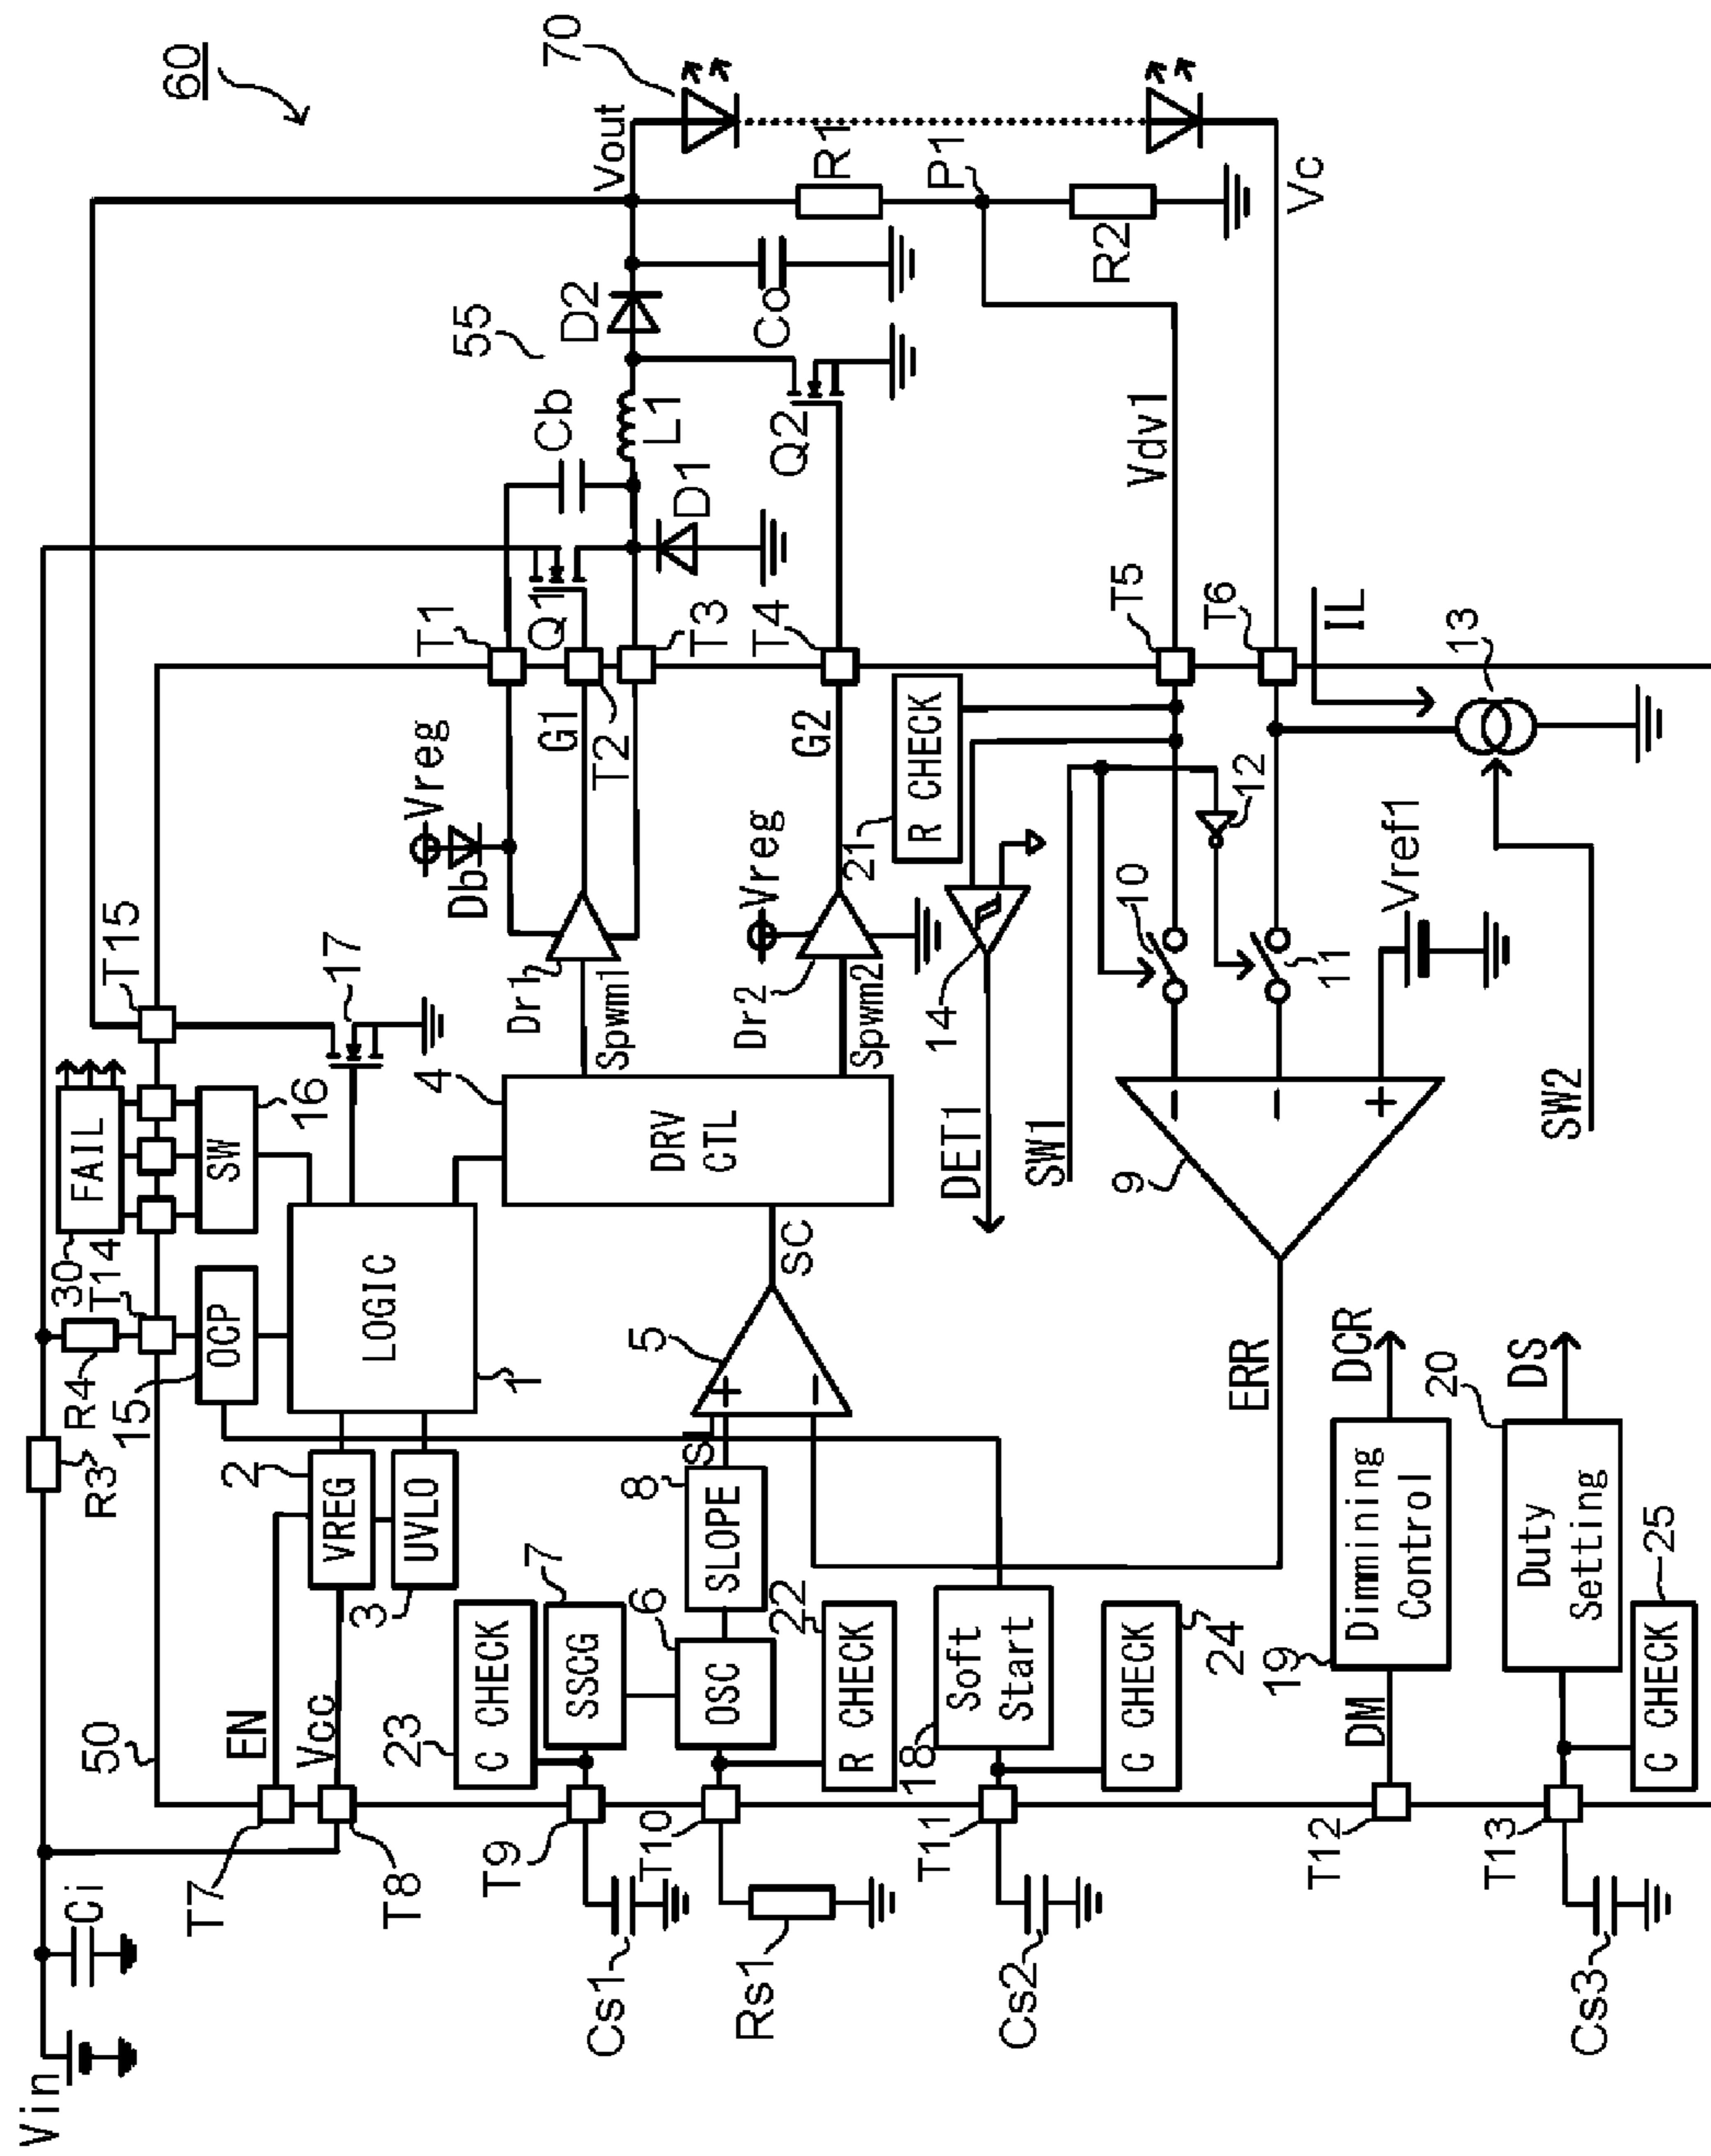 60
70
Vin
Ci
R3
R4
30
FAIL
T14
T15
15
OCP
SW
16
17
50
T7
T8
EN
Vcc
2
VREG
3
UVLO
LOGIC
1
4
DRV
CTL
Dr1
Spwm1
Dr2
Spwm2
Db
Vreg
Vreg
G1
G2
T1
Q1
T2
T3
T4
Cb
L1
D1
55
D2
Q2
Co
Vout
R1
P1
R2
Vc
Vdv1
T5
T6
IL
13
21
R CHECK
14
DET1
SW1
10
12
11
Vref1
SW2
9
ERR
5
+
−
SC
S
8
SLOPE
23
C CHECK
7
SSCG
6
OSC
22
R CHECK
T9
T10
T11
Cs1
Rs1
Cs2
18
Soft
Start
24
C CHECK
−
−
+
T12
DM
19
Dimmining
Control
DCR
T13
Cs3
20
Duty
Setting
DS
25
C CHECK